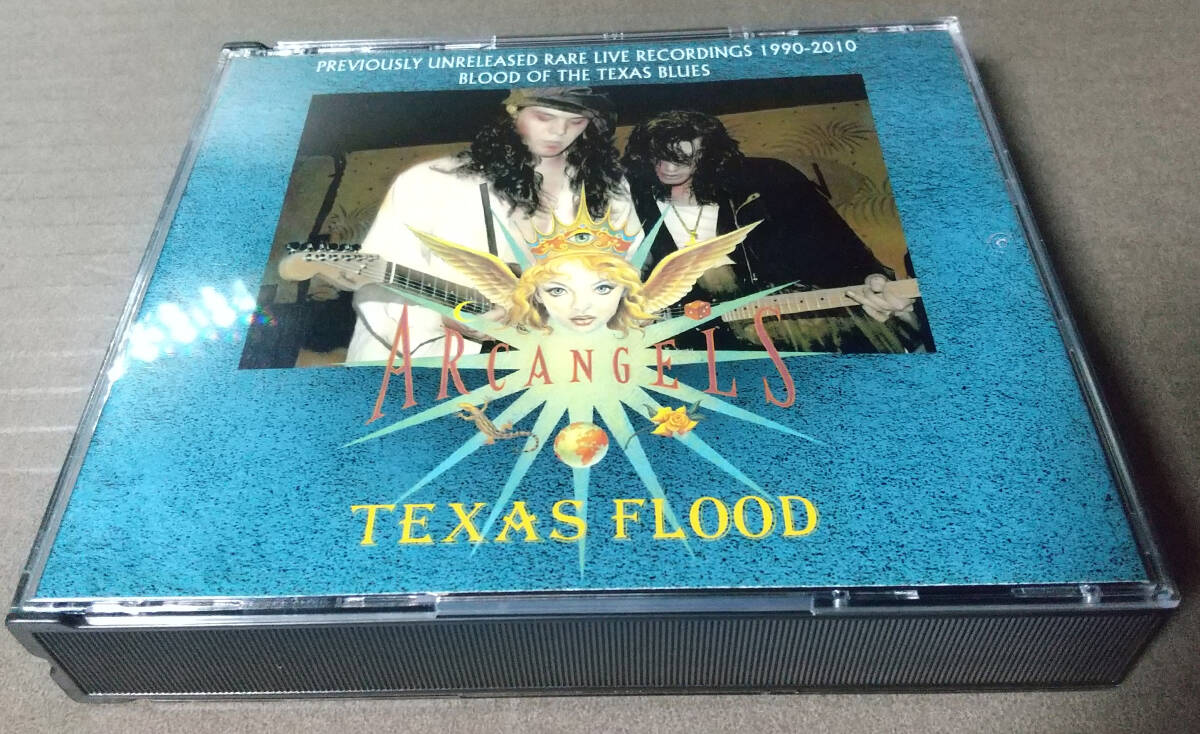 PREVIOUSLY UNRELEASED RARE LIVE RECORDINGS 1990-2010
BLOOD OF THE TEXAS BLUES
ARCANGELS
TEXAS FLOOD